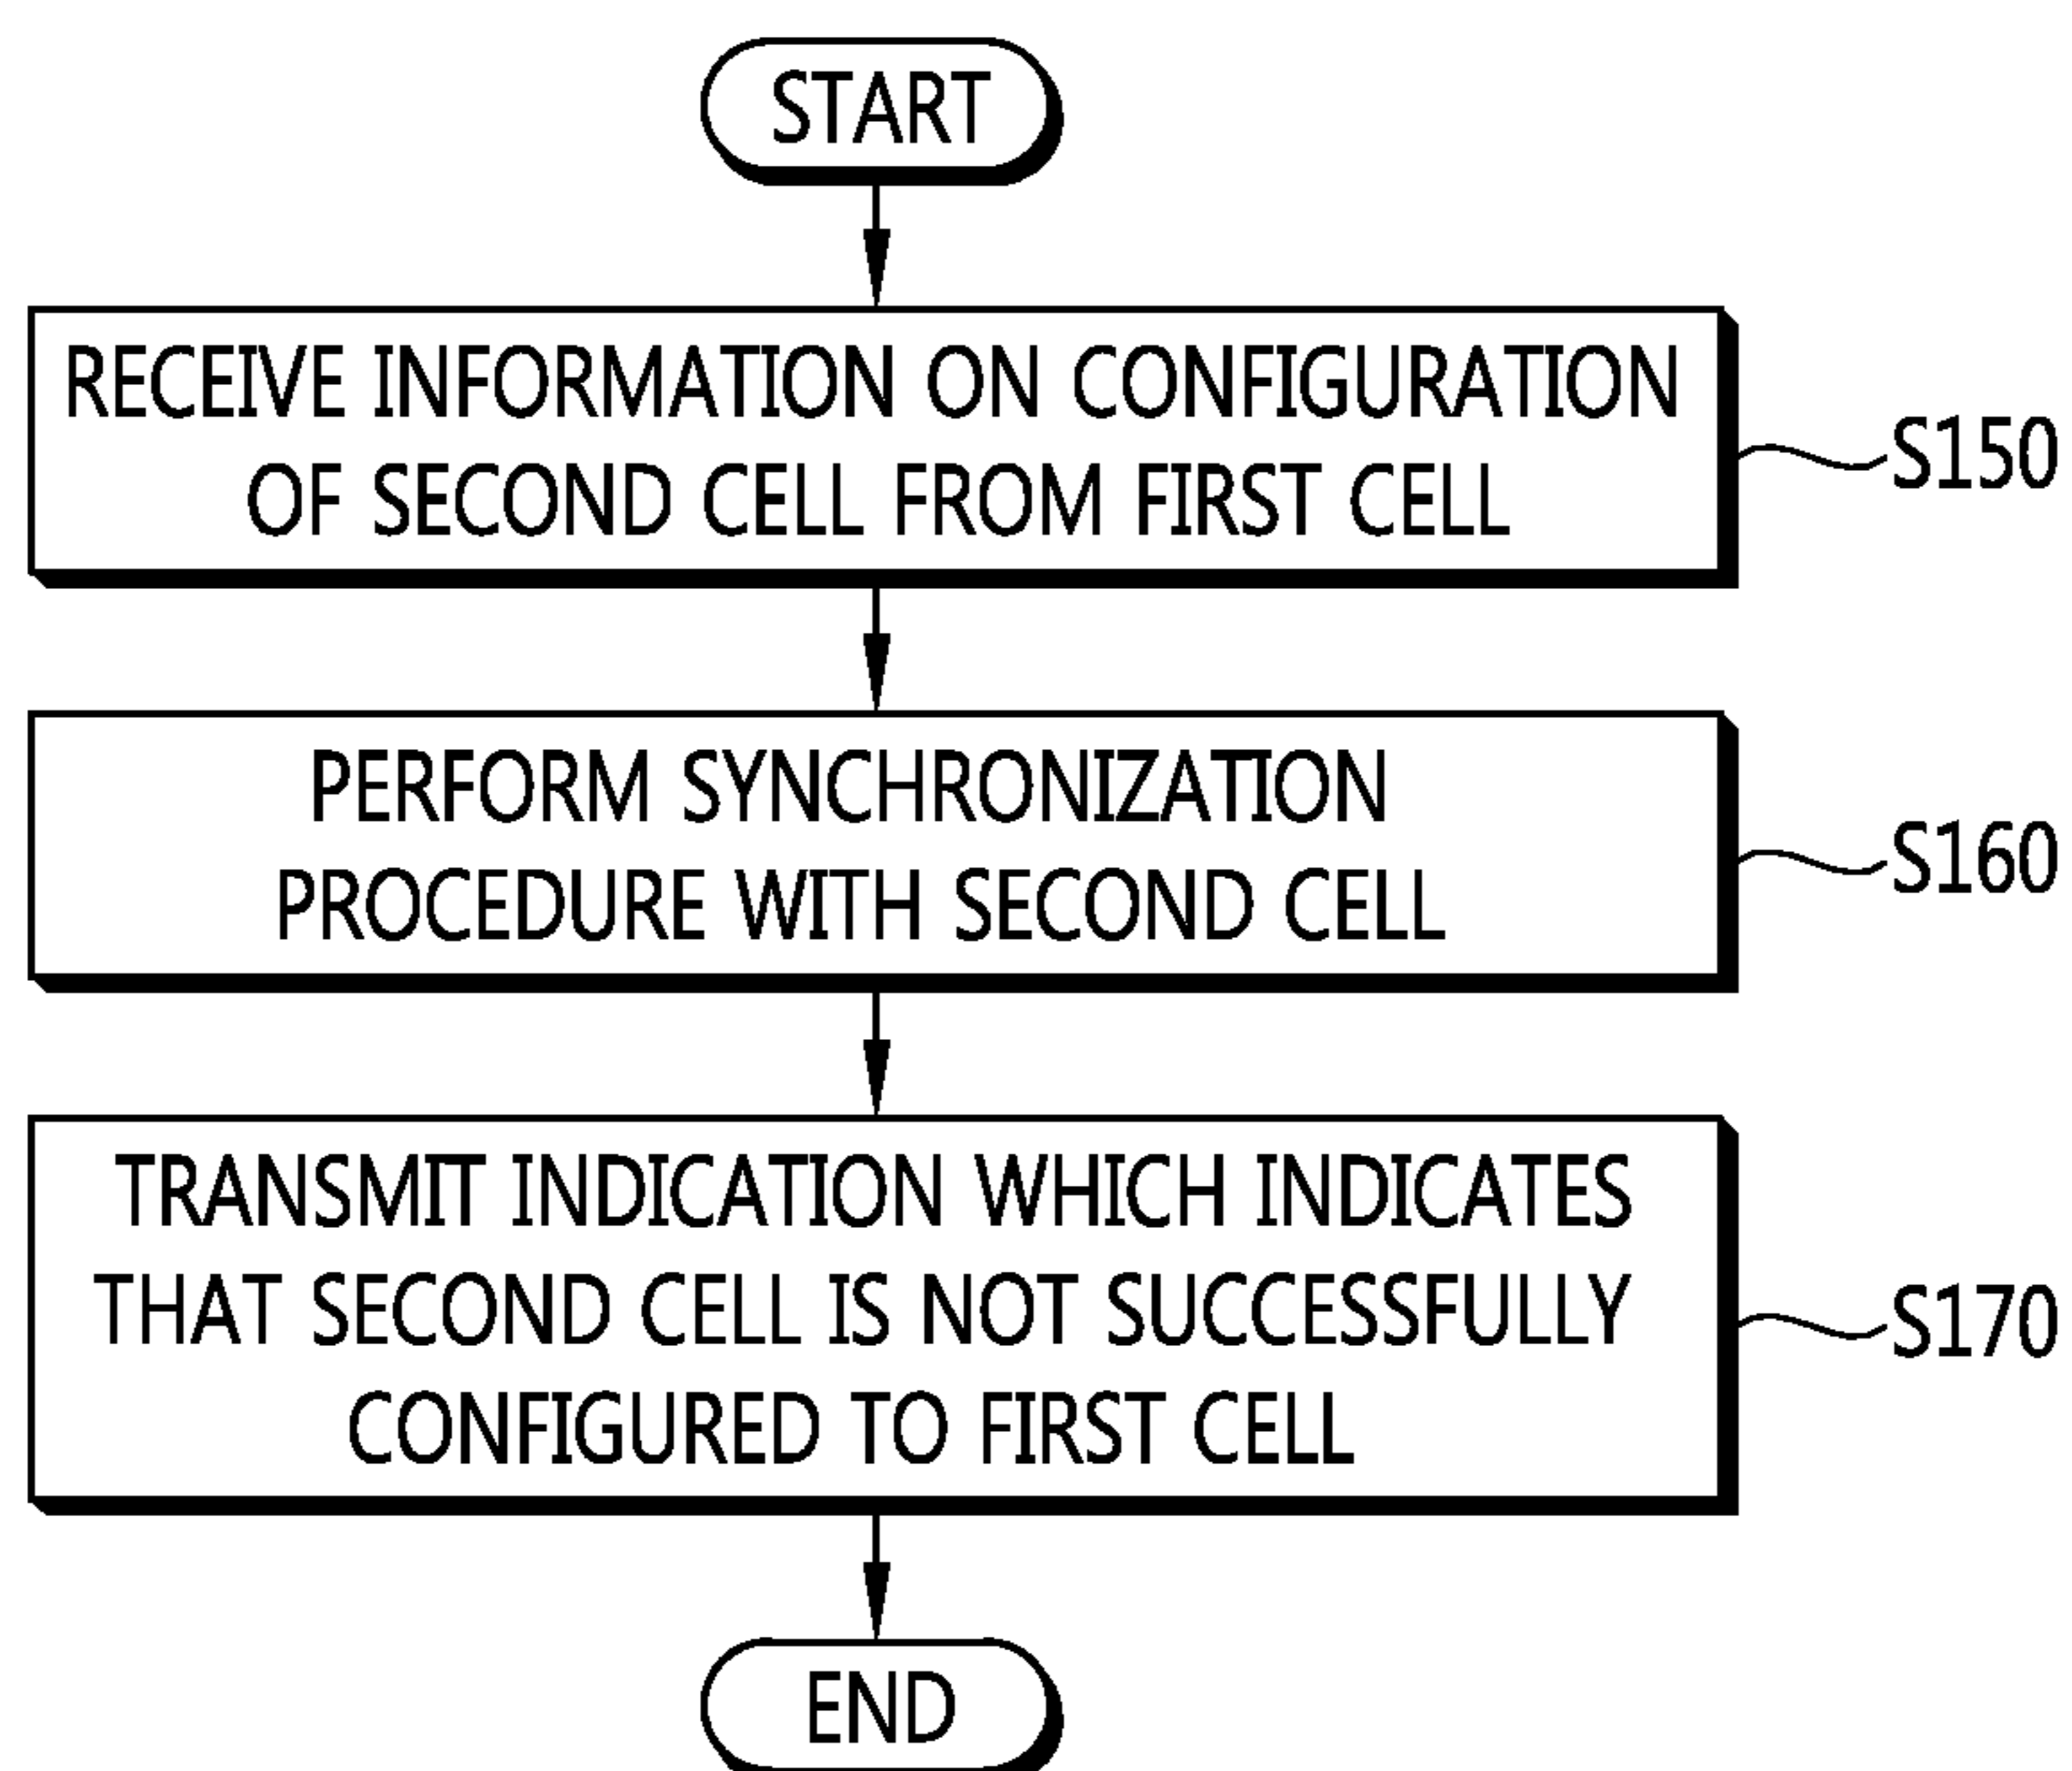 START
RECEIVE INFORMATION ON CONFIGURATION
OF SECOND CELL FROM FIRST CELL
S150
PERFORM SYNCHRONIZATION
PROCEDURE WITH SECOND CELL
S160
TRANSMIT INDICATION WHICH INDICATES
THAT SECOND CELL IS NOT SUCCESSFULLY
CONFIGURED TO FIRST CELL
S170
END